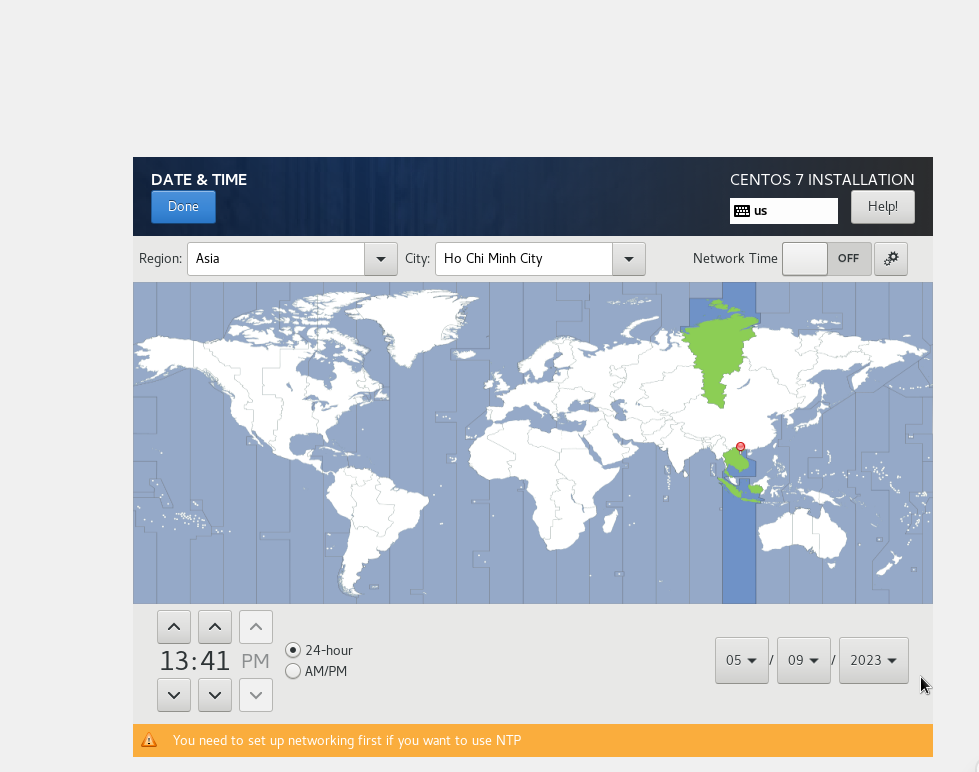 DATE & TIME
CENTOS 7 INSTALLATION
Done
us
Help!
Region: Asia City: Ho Chi Minh City Network Time OFF
13:41 PM
24-hour
AM/PM
05 / 09 / 2023
You need to set up networking first if you want to use NTP